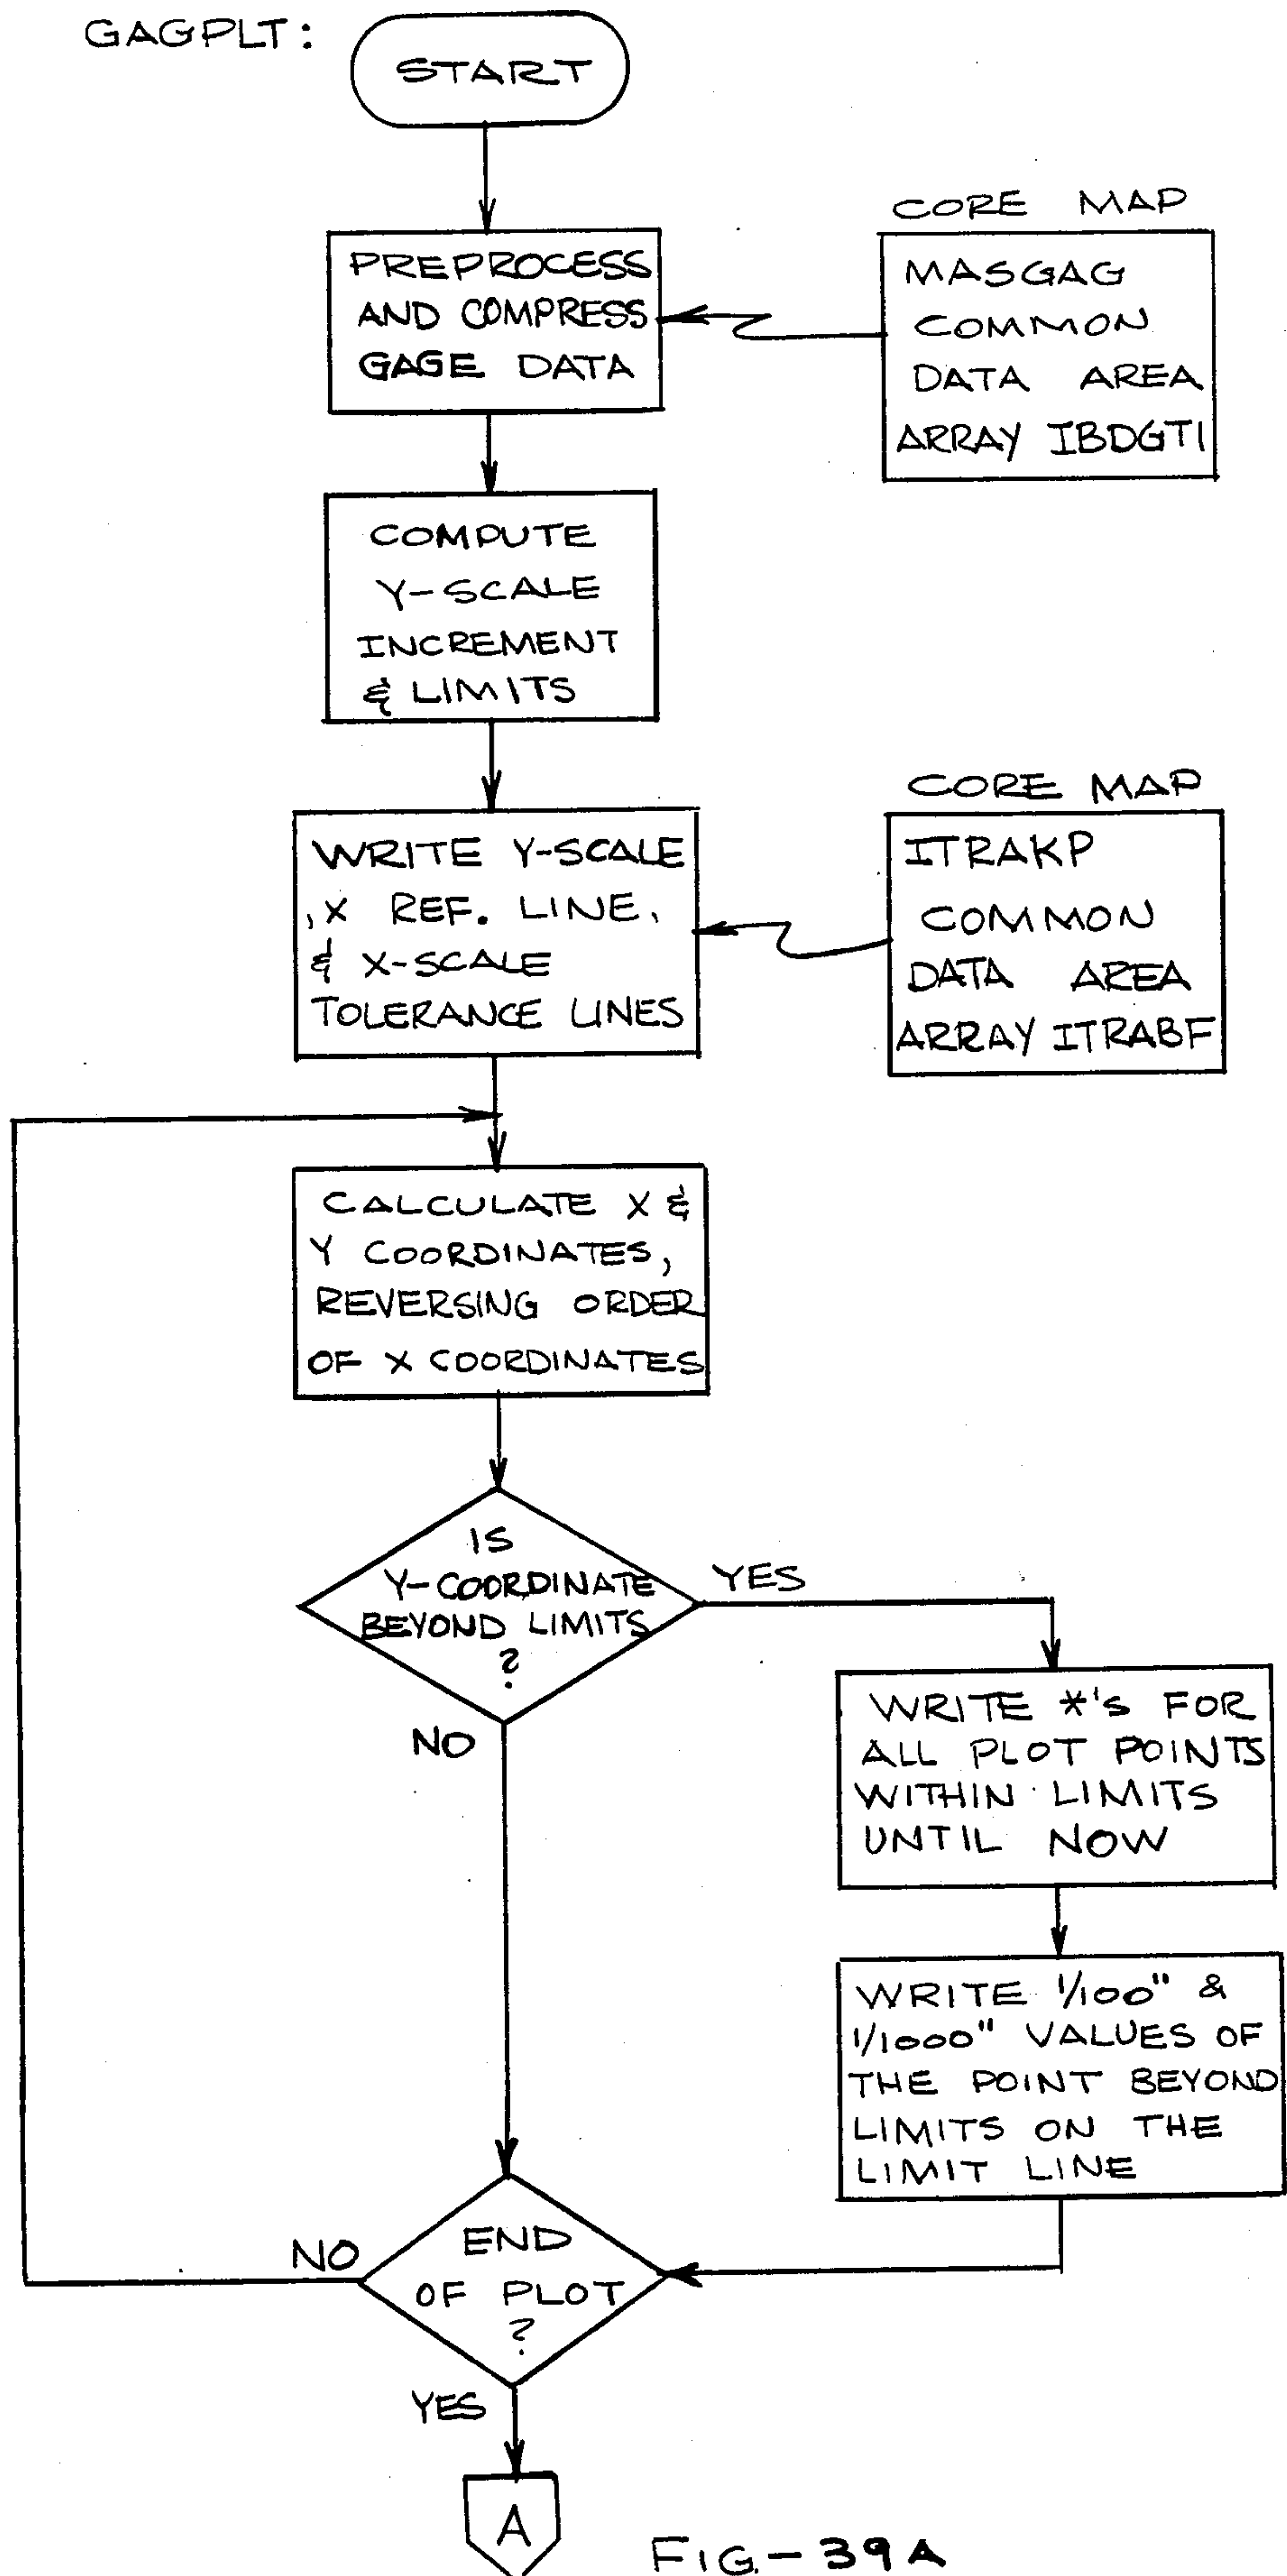 GAGPLT:
START
PREPROCESS
AND COMPRESS
GAGE DATA
CORE MAP
MASGAG
COMMON
DATA AREA
ARRAY IBDGTI
COMPUTE
Y-SCALE
INCREMENT
& LIMITS
WRITE Y-SCALE
, X REF. LINE,
& X-SCALE
TOLERANCE LINES
CORE MAP
ITRAKP
COMMON
DATA AREA
ARRAY ITRABF
CALCULATE X &
Y COORDINATES,
REVERSING ORDER
OF X COORDINATES
IS
Y-COORDINATE
BEYOND LIMITS
?
YES
NO
WRITE *'s FOR
ALL PLOT POINTS
WITHIN LIMITS
UNTIL NOW
WRITE 1/100" &
1/1000" VALUES OF
THE POINT BEYOND
LIMITS ON THE
LIMIT LINE
END
OF PLOT
?
NO
YES
A
FIG-39A